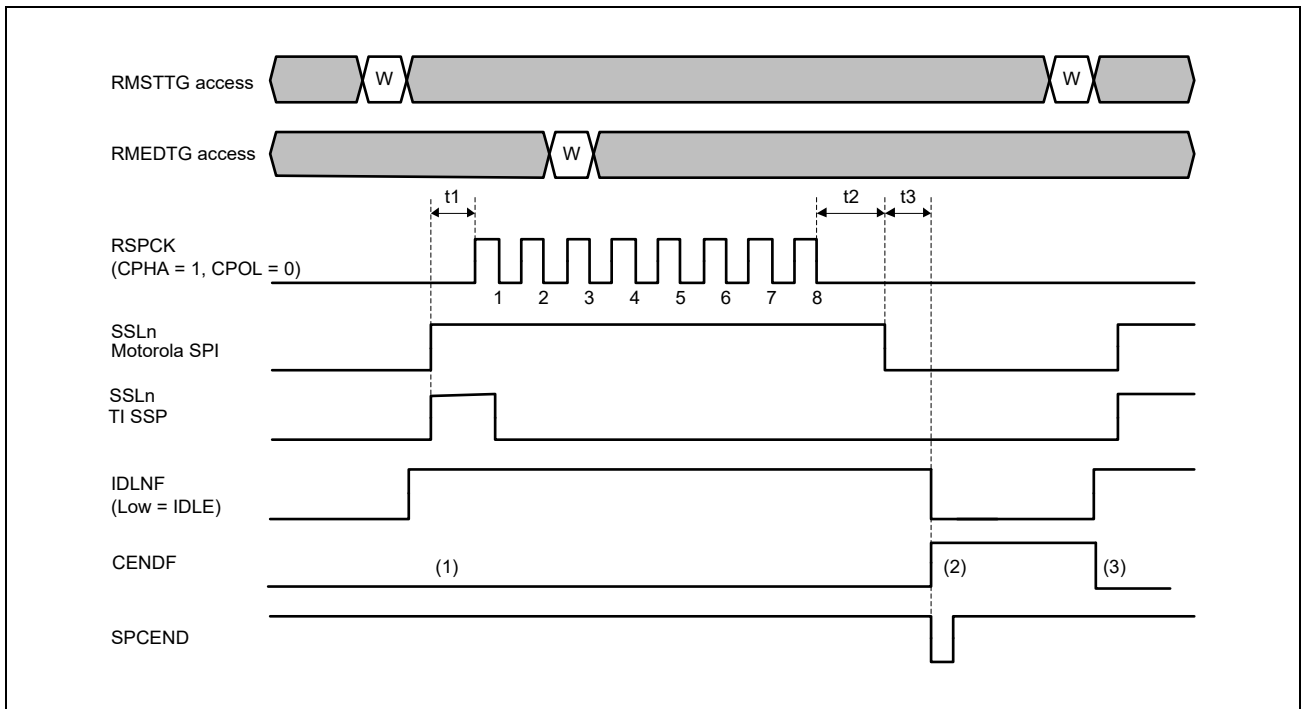 RMSTTG access
W
W
RMEDTG access
W
t1
t2
t3
RSPCK
(CPHA = 1, CPOL = 0)
1 2 3 4 5 6 7 8
SSLn
Motorola SPI
SSLn
TI SSP
IDLNF
(Low = IDLE)
CENDF
(1)
(2)
(3)
SPCEND